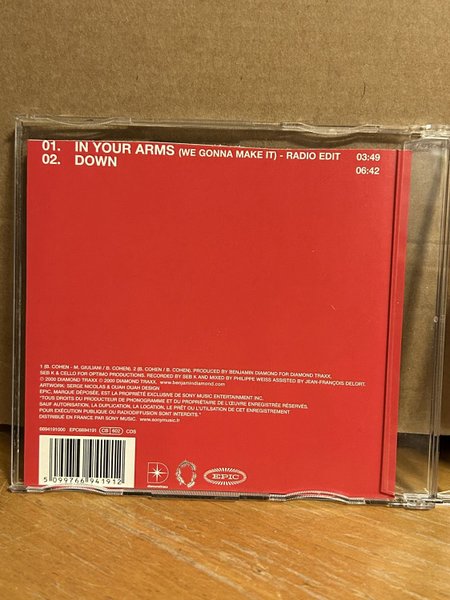 01. IN YOUR ARMS (WE GONNA MAKE IT) - RADIO EDIT 03:49
02. DOWN 06:42
1 (B. COHEN - M. GIULIANI / B. COHEN). 2 (B. COHEN / B. COHEN). PRODUCED BY BENJAMIN DIAMOND FOR DIAMOND TRAXX.
SEB K & CELLO FOR OPTIMO PRODUCTIONS. RECORDED BY SEB K AND MIXED BY PHILIPPE WEISS ASSISTED BY JEAN-FRANÇOIS DELORT.
℗ 2000 DIAMOND TRAXX © 2000 DIAMOND TRAXX. www.benjamindiamond.com
ARTWORK: SERGE NICOLAS & OUAH OUAH DESIGN
EPIC, MARQUE DÉPOSÉE, EST LA PROPRIÉTÉ EXCLUSIVE DE SONY MUSIC ENTERTAINMENT INC.
"TOUS DROITS DU PRODUCTEUR DE PHONOGRAMME ET DU PROPRIÉTAIRE DE L'ŒUVRE ENREGISTRÉE RÉSERVÉS.
SAUF AUTORISATION, LA DUPLICATION, LA LOCATION, LE PRÊT OU L'UTILISATION DE CET ENREGISTREMENT
POUR EXÉCUTION PUBLIQUE OU RADIODIFFUSION SONT INTERDITS."
DISTRIBUÉ EN FRANCE PAR SONY MUSIC. www.sonymusic.fr
6694191000 EPC6694191 CB 602 CDS
5 099766 941912
EPIC